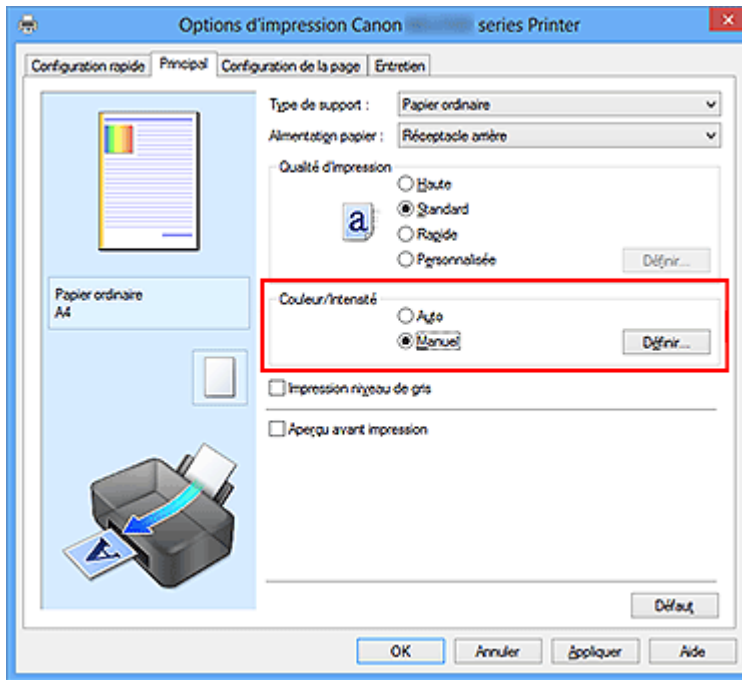 Options d'impression Canon series Printer
Configuration rapide
Principal
Configuration de la page
Entretien
Type de support :
Papier ordinaire
Alimentation papier :
Réceptacle arrière
Qualité d'impression
Haute
a
Standard
Rapide
Personnalisée
Définir...
Papier ordinaire
A4
Couleur/Intensité
Auto
Manuel
Définir...
Impression niveau de gris
Aperçu avant impression
A
Défaut
OK
Annuler
Appliquer
Aide